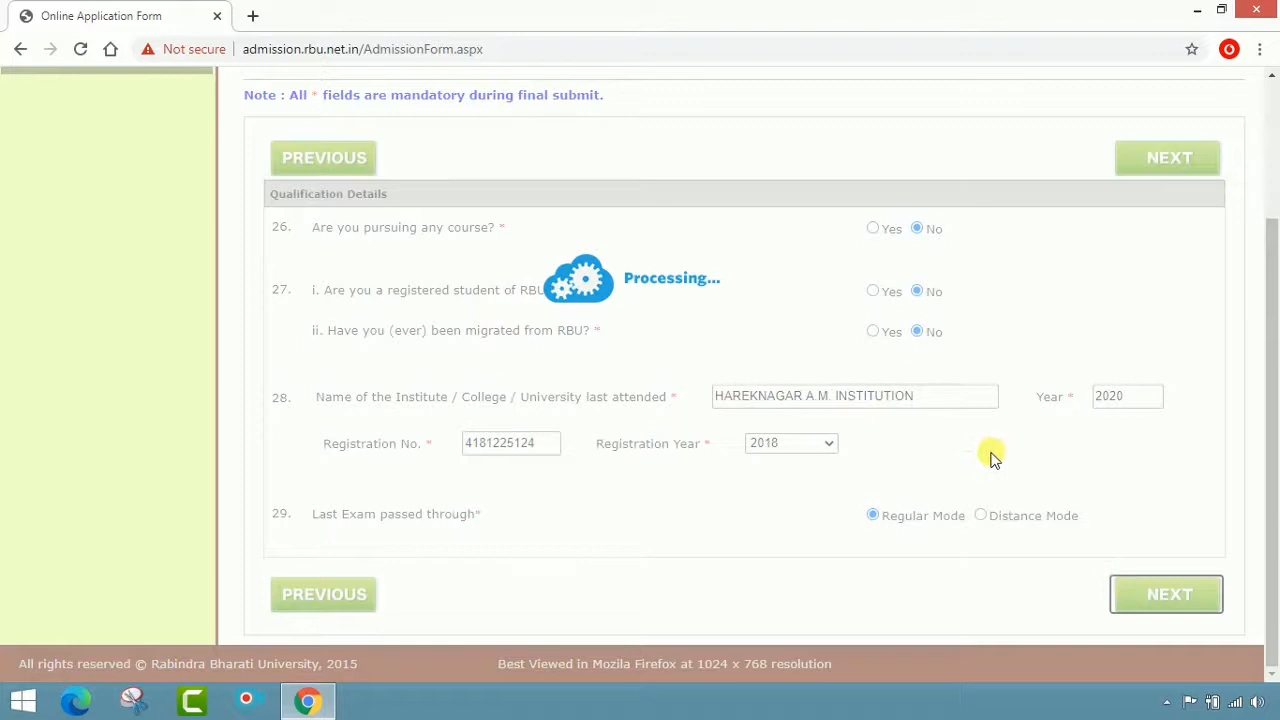 Online Application Form
Not secure admission.rbu.net.in/AdmissionForm.aspx
Note : All * fields are mandatory during final submit.
PREVIOUS NEXT
Qualification Details
26. Are you pursuing any course? * Yes No
Processing...
27. i. Are you a registered student of RBU Yes No
ii. Have you (ever) been migrated from RBU? * Yes No
28. Name of the Institute / College / University last attended * HAREKNAGAR A.M. INSTITUTION Year * 2020
Registration No. * 4181225124 Registration Year * 2018
29. Last Exam passed through* Regular Mode Distance Mode
PREVIOUS NEXT
All rights reserved © Rabindra Bharati University, 2015 Best Viewed in Mozila Firefox at 1024 x 768 resolution